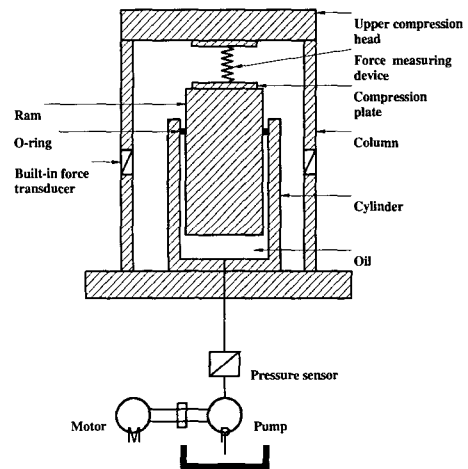 Upper compression
head
Force measuring
device
Compression
plate
Ram
O-ring
Column
Built-in force
transducer
Cylinder
Oil
Pressure sensor
Motor
M
P
Pump